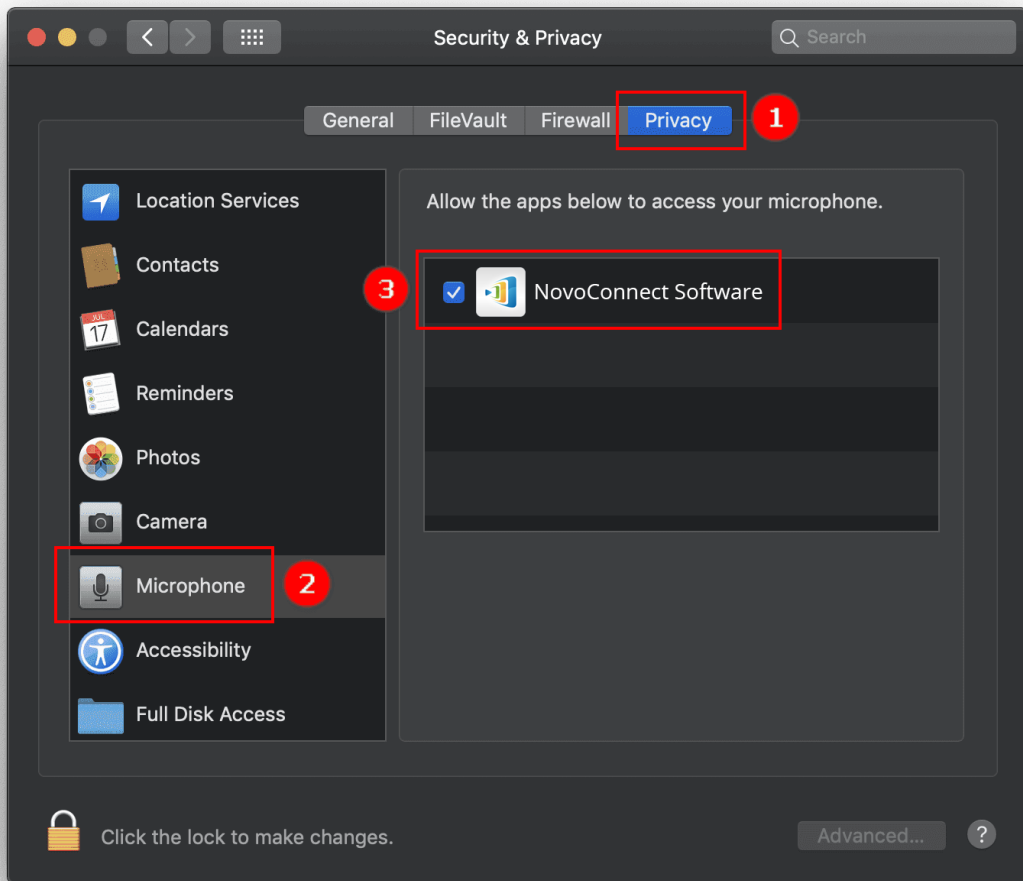 Security & Privacy
Search
General
FileVault
Firewall
Privacy
1
Location Services
Contacts
JUL
17
Calendars
Reminders
Photos
Camera
2
Microphone
Accessibility
Full Disk Access
Allow the apps below to access your microphone.
3
NovoConnect Software
Click the lock to make changes.
Advanced...
?